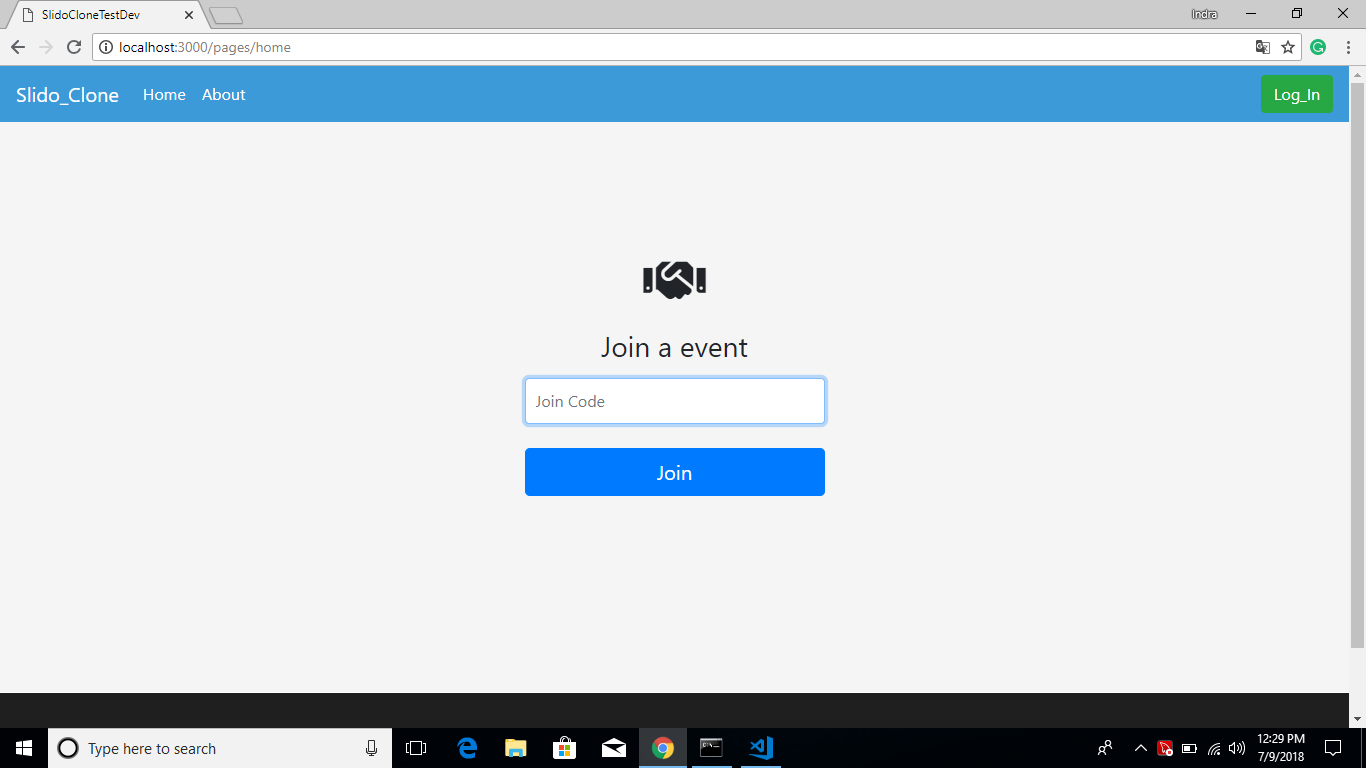 SlidoCloneTestDev
Indra
localhost:3000/pages/home
Slido_Clone Home About Log_In
Join a event
Join Code
Join
Type here to search
12:29 PM
7/9/2018